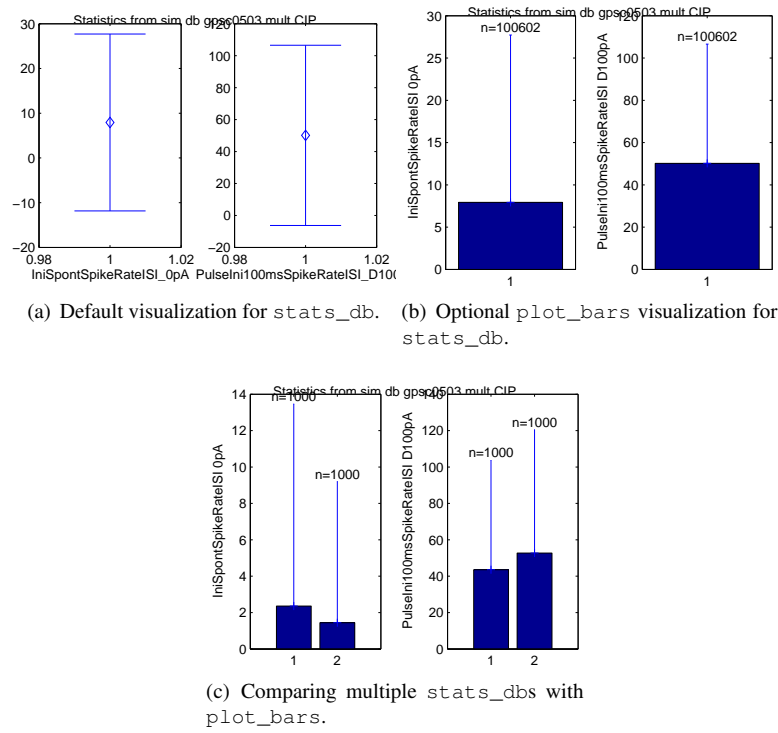 Statistics from sim db gpsc0503 mult CIP
30
20
10
0
−10
−20
0.98
1
1.02
IniSpontSpikeRateISI_0pA
120
100
80
60
40
20
0
−20
0.98
1
1.02
PulseIni100msSpikeRateISI_D100
(a) Default visualization for stats_db.
Statistics from sim db gpsc0503 mult CIP
IniSpontSpikeRateISI 0pA
30
25
20
15
10
5
0
n=100602
1
PulseIni100msSpikeRateISI D100pA
120
100
80
60
40
20
0
n=100602
1
(b) Optional plot_bars visualization for
stats_db.
Statistics from sim db gpsc0503 mult CIP
IniSpontSpikeRateISI 0pA
14
12
10
8
6
4
2
0
n=1000
n=1000
1
2
PulseIni100msSpikeRateISI D100pA
140
120
100
80
60
40
20
0
n=1000
n=1000
1
2
(c) Comparing multiple stats_dbs with
plot_bars.